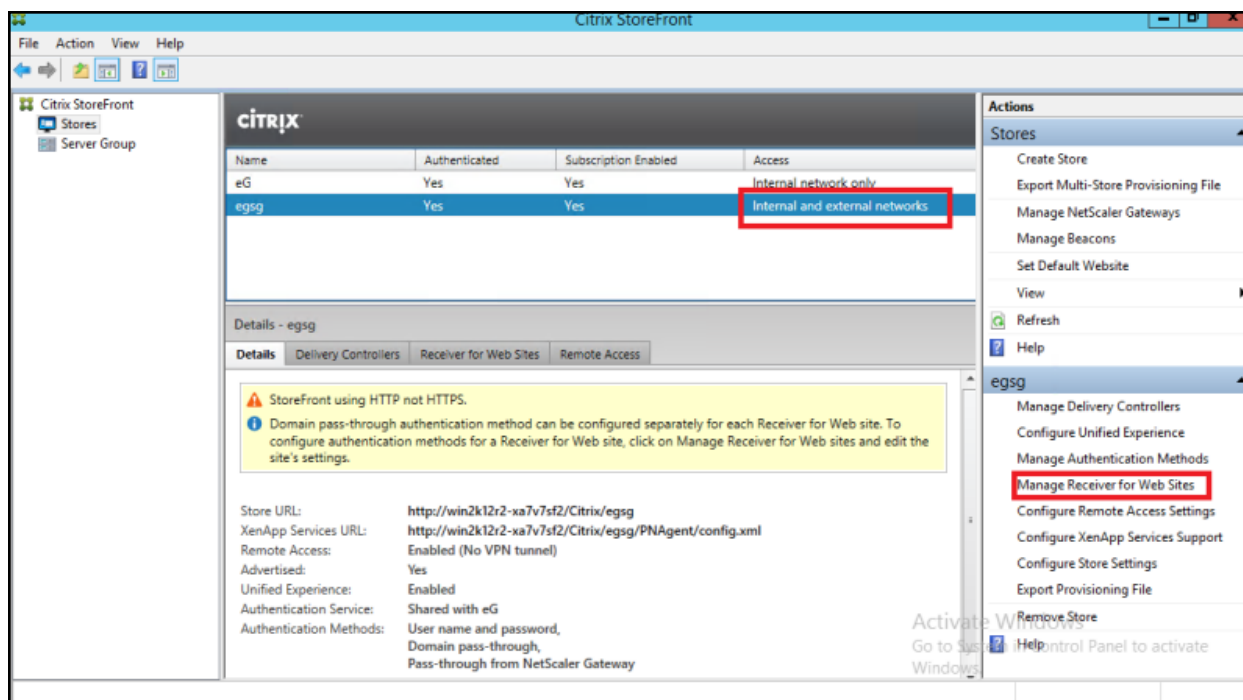 Citrix StoreFront
File Action View Help
Citrix StoreFront
Stores
Server Group
CİTRIX
Name Authenticated Subscription Enabled Access
eG Yes Yes Internal network only
egsg Yes Yes Internal and external networks
Details - egsg
Details Delivery Controllers Receiver for Web Sites Remote Access
StoreFront using HTTP not HTTPS.
Domain pass-through authentication method can be configured separately for each Receiver for Web site. To
configure authentication methods for a Receiver for Web site, click on Manage Receiver for Web sites and edit the
site's settings.
Store URL: http://win2k12r2-xa7v7sf2/Citrix/egsg
XenApp Services URL: http://win2k12r2-xa7v7sf2/Citrix/egsg/PNAgent/config.xml
Remote Access: Enabled (No VPN tunnel)
Advertised: Yes
Unified Experience: Enabled
Authentication Service: Shared with eG
Authentication Methods: User name and password,
Domain pass-through,
Pass-through from NetScaler Gateway
Actions
Stores
Create Store
Export Multi-Store Provisioning File
Manage NetScaler Gateways
Manage Beacons
Set Default Website
View
Refresh
Help
egsg
Manage Delivery Controllers
Configure Unified Experience
Manage Authentication Methods
Manage Receiver for Web Sites
Configure Remote Access Settings
Configure XenApp Services Support
Configure Store Settings
Export Provisioning File
Remove Store
Help
Activate Windows
Go to System in Control Panel to activate
Windows.